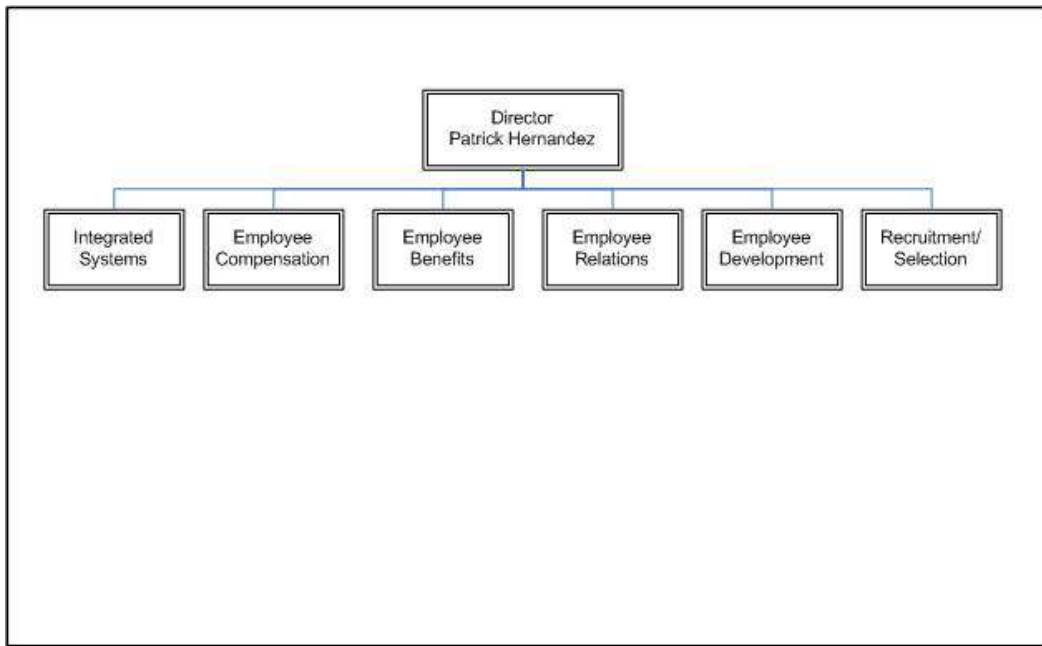 Director
Patrick Hernandez
Integrated
Systems
Employee
Compensation
Employee
Benefits
Employee
Relations
Employee
Development
Recruitment/
Selection